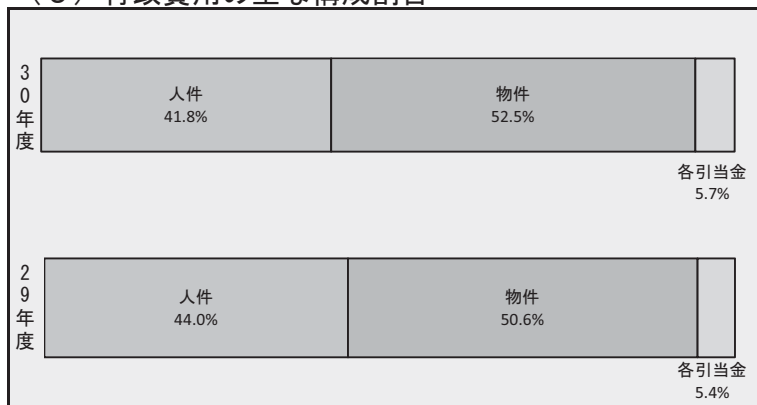 30年度
人件
41.8%
物件
52.5%
各引当金
5.7%
29年度
人件
44.0%
物件
50.6%
各引当金
5.4%